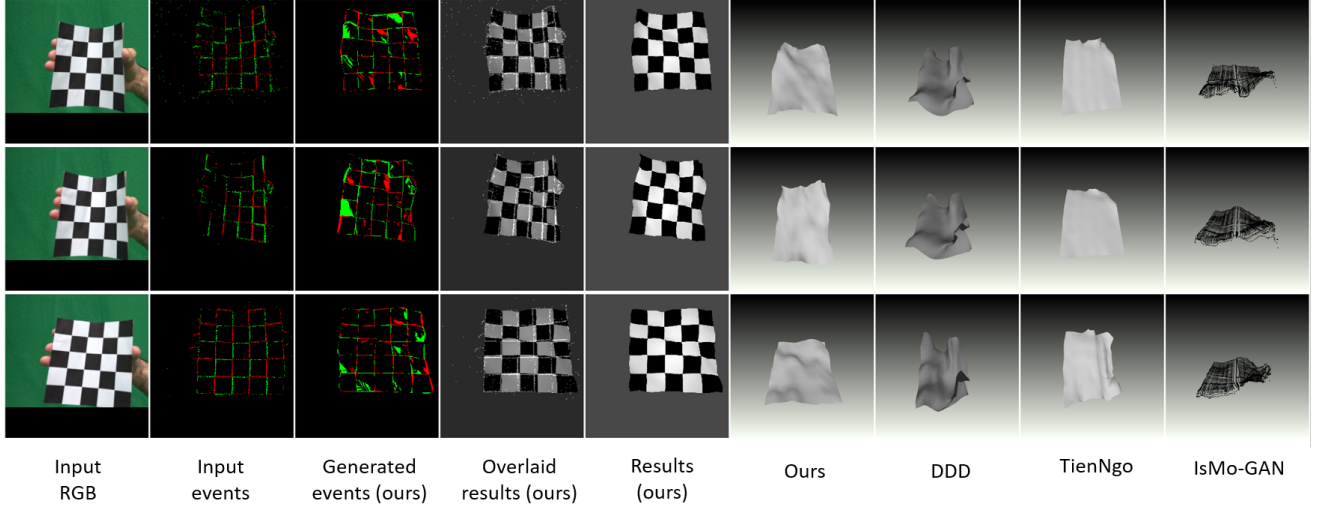 Input
RGB
Input
events
Generated
events (ours)
Overlaid
results (ours)
Results
(ours)
Ours
DDD
TienNgo
IsMo-GAN